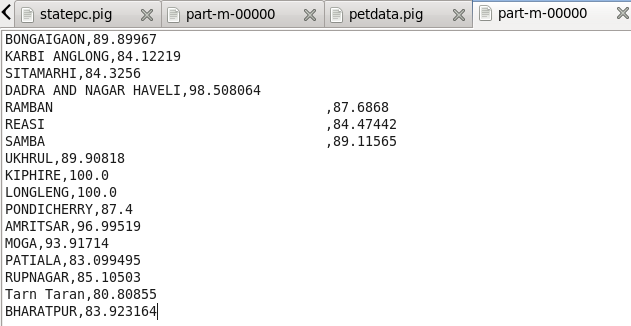 statepc.pig part-m-00000 petdata.pig part-m-00000
BONGAIGAON,89.89967
KARBI ANGLONG,84.12219
SITAMARHI,84.3256
DADRA AND NAGAR HAVELI,98.508064
RAMBAN ,87.6868
REASI ,84.47442
SAMBA ,89.11565
UKHRUL,89.90818
KIPHIRE,100.0
LONGLENG,100.0
PONDICHERRY,87.4
AMRITSAR,96.99519
MOGA,93.91714
PATIALA,83.099495
RUPNAGAR,85.10503
Tarn Taran,80.80855
BHARATPUR,83.923164